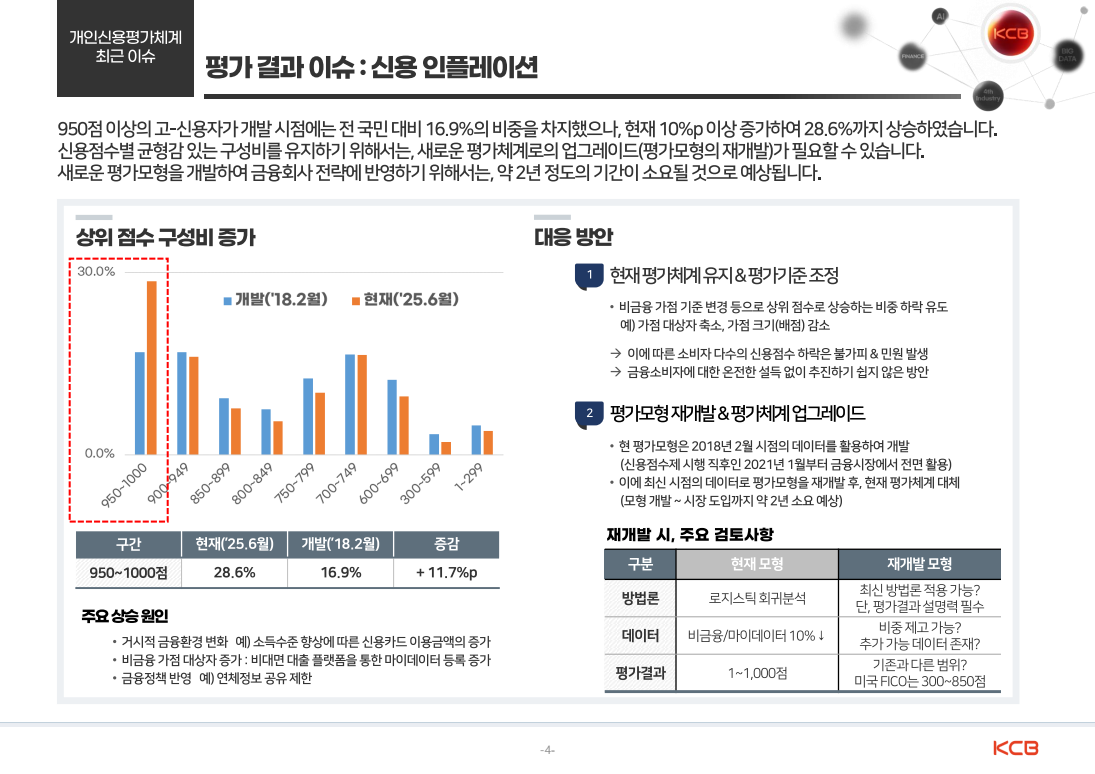 개인신용평가체계
최근 이슈
평가 결과 이슈 : 신용 인플레이션
AI
KCB
FINANCE
BIG
DATA
4th
Industry
950점 이상의 고-신용자가 개발 시점에는 전 국민 대비 16.9%의 비중을 차지했으나, 현재 10%p 이상 증가하여 28.6%까지 상승하였습니다.
신용점수별 균형감 있는 구성비를 유지하기 위해서는, 새로운 평가체계로의 업그레이드(평가모형의 재개발)가 필요할 수 있습니다.
새로운 평가모형을 개발하여 금융회사 전략에 반영하기 위해서는, 약 2년 정도의 기간이 소요될 것으로 예상됩니다.
상위 점수 구성비 증가
30.0%
개발('18.2월) 현재('25.6월)
0.0%
950~1000 900~949 850~899 800~849 750~799 700~749 600~699 300~599 1~299
구간 현재('25.6월) 개발('18.2월) 증감
950~1000점 28.6% 16.9% + 11.7%p
주요 상승 원인
• 거시적 금융환경 변화 예) 소득수준 향상에 따른 신용카드 이용금액의 증가
• 비금융 가점 대상자 증가 : 비대면 대출 플랫폼을 통한 마이데이터 등록 증가
• 금융정책 반영 예) 연체정보 공유 제한
대응 방안
1 현재 평가체계 유지 & 평가기준 조정
• 비금융 가점 기준 변경 등으로 상위 점수로 상승하는 비중 하락 유도
예) 가점 대상자 축소, 가점 크기(배점) 감소
→ 이에 따른 소비자 다수의 신용점수 하락은 불가피 & 민원 발생
→ 금융소비자에 대한 온전한 설득 없이 추진하기 쉽지 않은 방안
2 평가모형 재개발 & 평가체계 업그레이드
• 현 평가모형은 2018년 2월 시점의 데이터를 활용하여 개발
(신용점수제 시행 직후인 2021년 1월부터 금융시장에서 전면 활용)
• 이에 최신 시점의 데이터로 평가모형을 재개발 후, 현재 평가체계 대체
(모형 개발 ~ 시장 도입까지 약 2년 소요 예상)
재개발 시, 주요 검토사항
구분 현재 모형 재개발 모형
방법론 로지스틱 회귀분석 최신 방법론 적용 가능?
단, 평가결과 설명력 필수
데이터 비금융/마이데이터 10%↓ 비중 제고 가능?
추가 가능 데이터 존재?
평가결과 1~1,000점 기존과 다른 범위?
미국 FICO는 300~850점
-4-
KCB